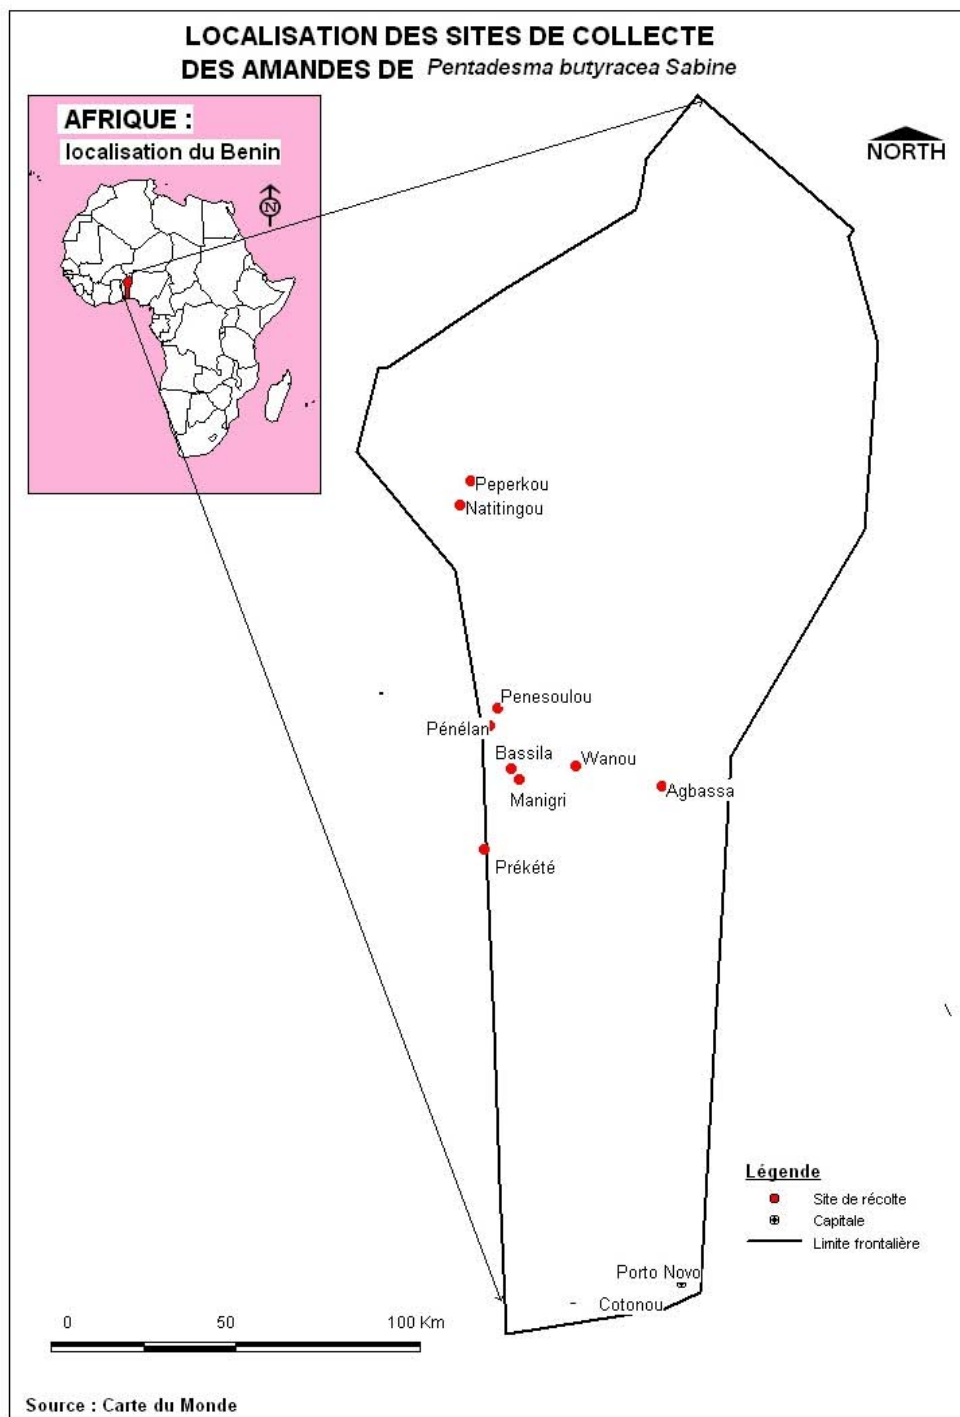 LOCALISATION DES SITES DE COLLECTE
DES AMANDES DE Pentadesma butyracea Sabine
AFRIQUE :
localisation du Benin
N
NORTH
Peperkou
Natitingou
Penesoulou
Pénélan
Bassila
Wanou
Manigri
Agbassa
Prékété
Légende
Site de récolte
Capitale
Limite frontalière
Porto Novo
Cotonou
0 50 100 Km
Source : Carte du Monde